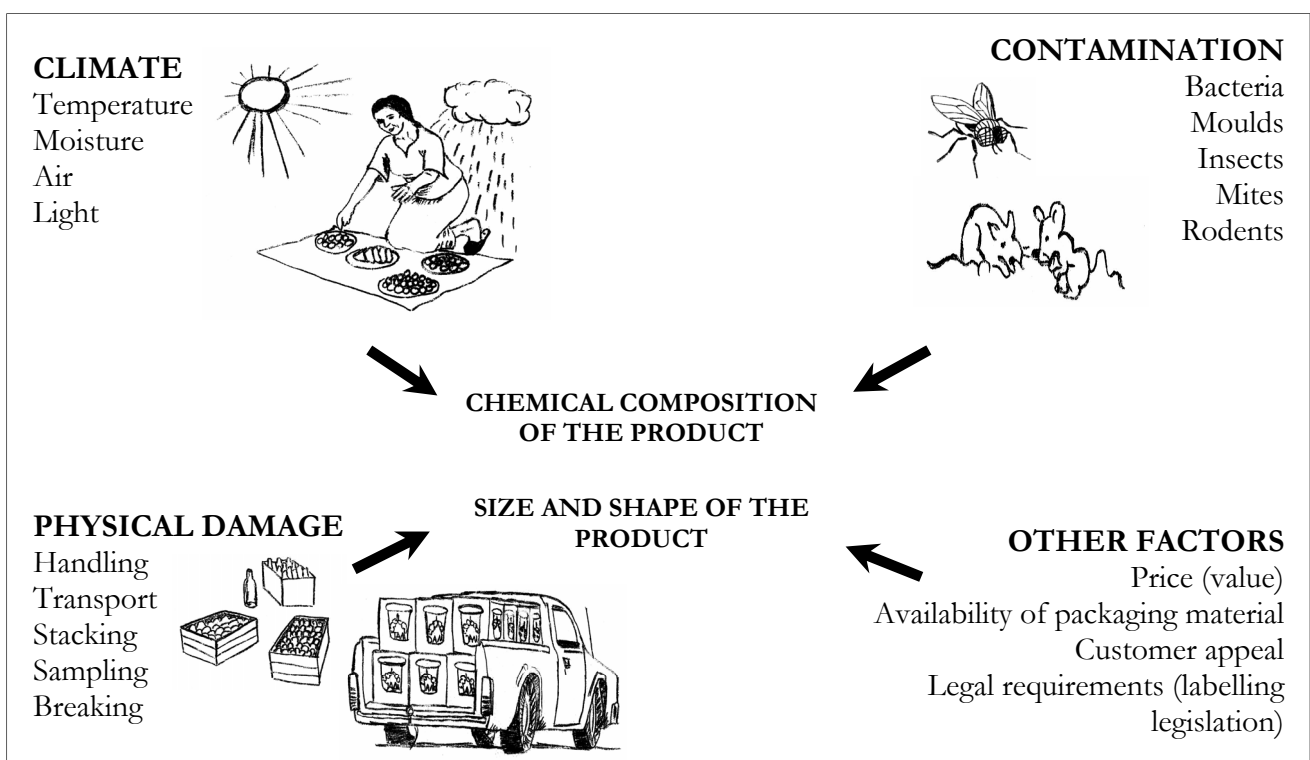 CLIMATE
Temperature
Moisture
Air
Light
CONTAMINATION
Bacteria
Moulds
Insects
Mites
Rodents
CHEMICAL COMPOSITION
OF THE PRODUCT
SIZE AND SHAPE OF THE
PRODUCT
PHYSICAL DAMAGE
Handling
Transport
Stacking
Sampling
Breaking
OTHER FACTORS
Price (value)
Availability of packaging material
Customer appeal
Legal requirements (labelling
legislation)